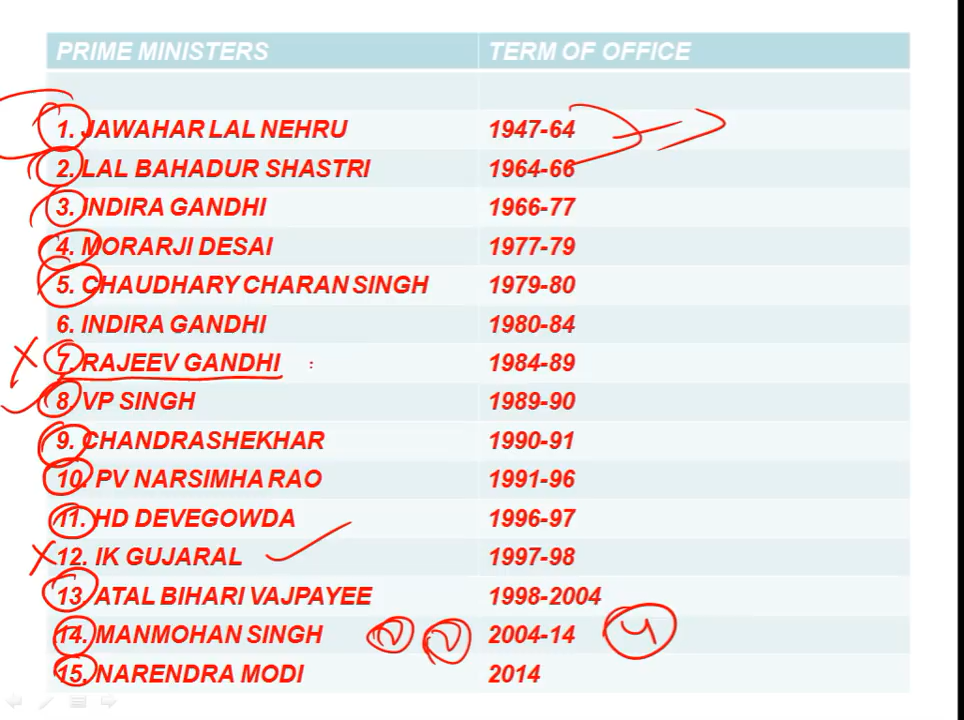 PRIME MINISTERS TERM OF OFFICE
1. JAWAHAR LAL NEHRU 1947-64
2. LAL BAHADUR SHASTRI 1964-66
3. INDIRA GANDHI 1966-77
4. MORARJI DESAI 1977-79
5. CHAUDHARY CHARAN SINGH 1979-80
6. INDIRA GANDHI 1980-84
7. RAJEEV GANDHI 1984-89
8. VP SINGH 1989-90
9. CHANDRASHEKHAR 1990-91
10. PV NARSIMHA RAO 1991-96
11. HD DEVEGOWDA 1996-97
12. IK GUJARAL 1997-98
13. ATAL BIHARI VAJPAYEE 1998-2004
14. MANMOHAN SINGH 2004-14
15. NARENDRA MODI 2014